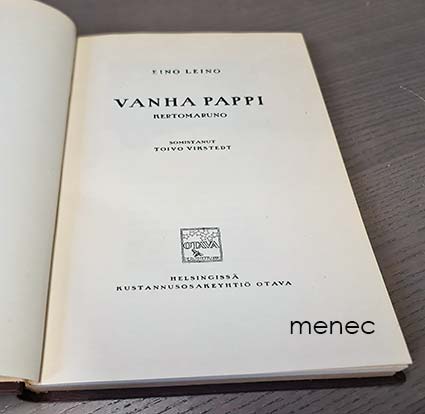 EINO LEINO
VANHA PAPPI
KERTOMARUNO
SOMISTANUT
TOIVO VIKSTEDT
OTAVA
HELSINGISSÄ
KUSTANNUSOSAKEYHTIÖ OTAVA
menec